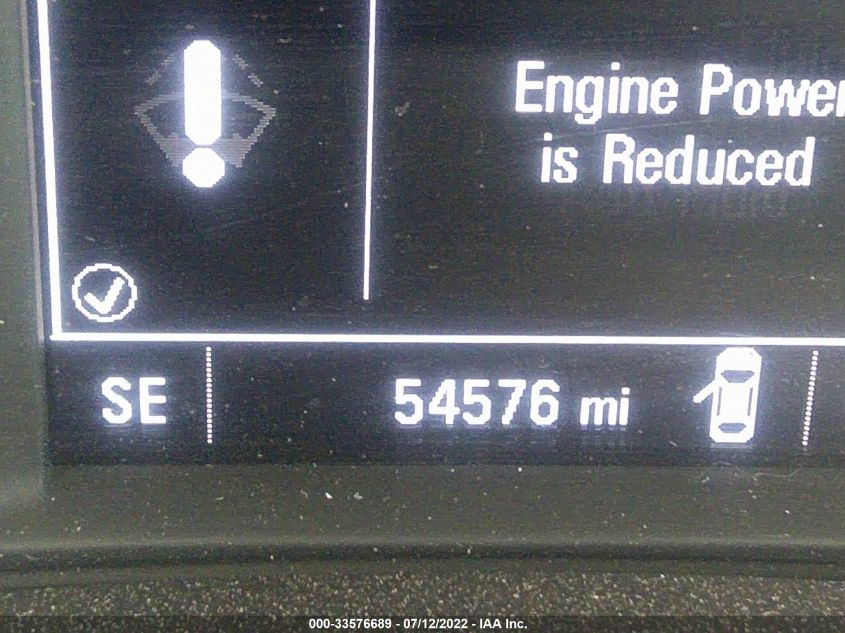 Engine Power
is Reduced
SE
54576 mi
000-33576689 - 07/12/2022 - IAA Inc.